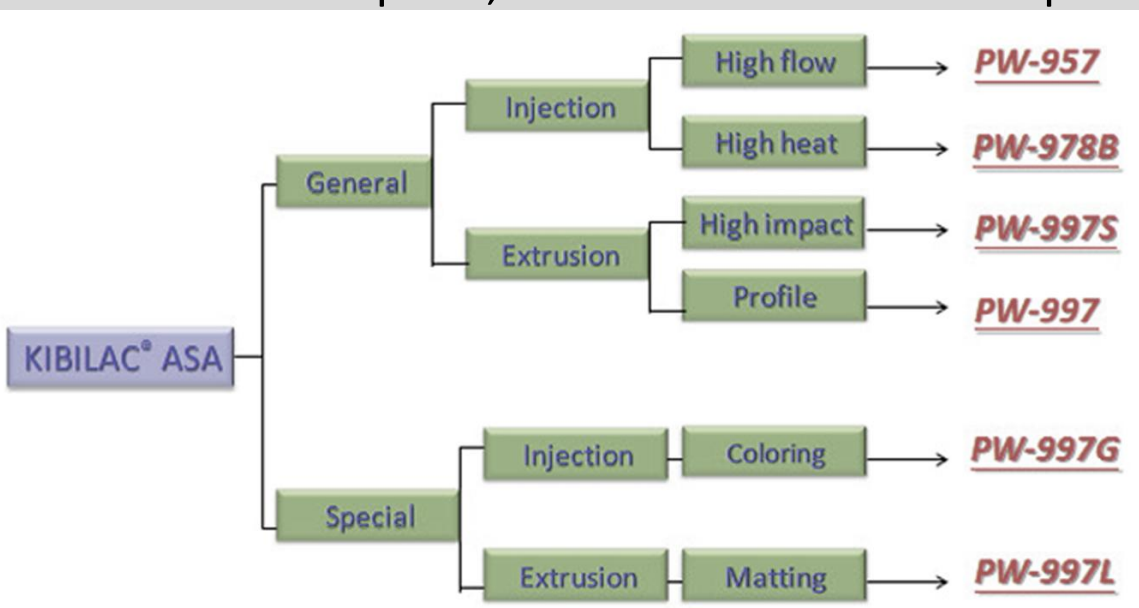 High flow
PW-957
Injection
High heat
PW-978B
General
High impact
PW-997S
Extrusion
Profile
PW-997
KIBILAC® ASA
Injection
Coloring
PW-997G
Special
Extrusion
Matting
PW-997L